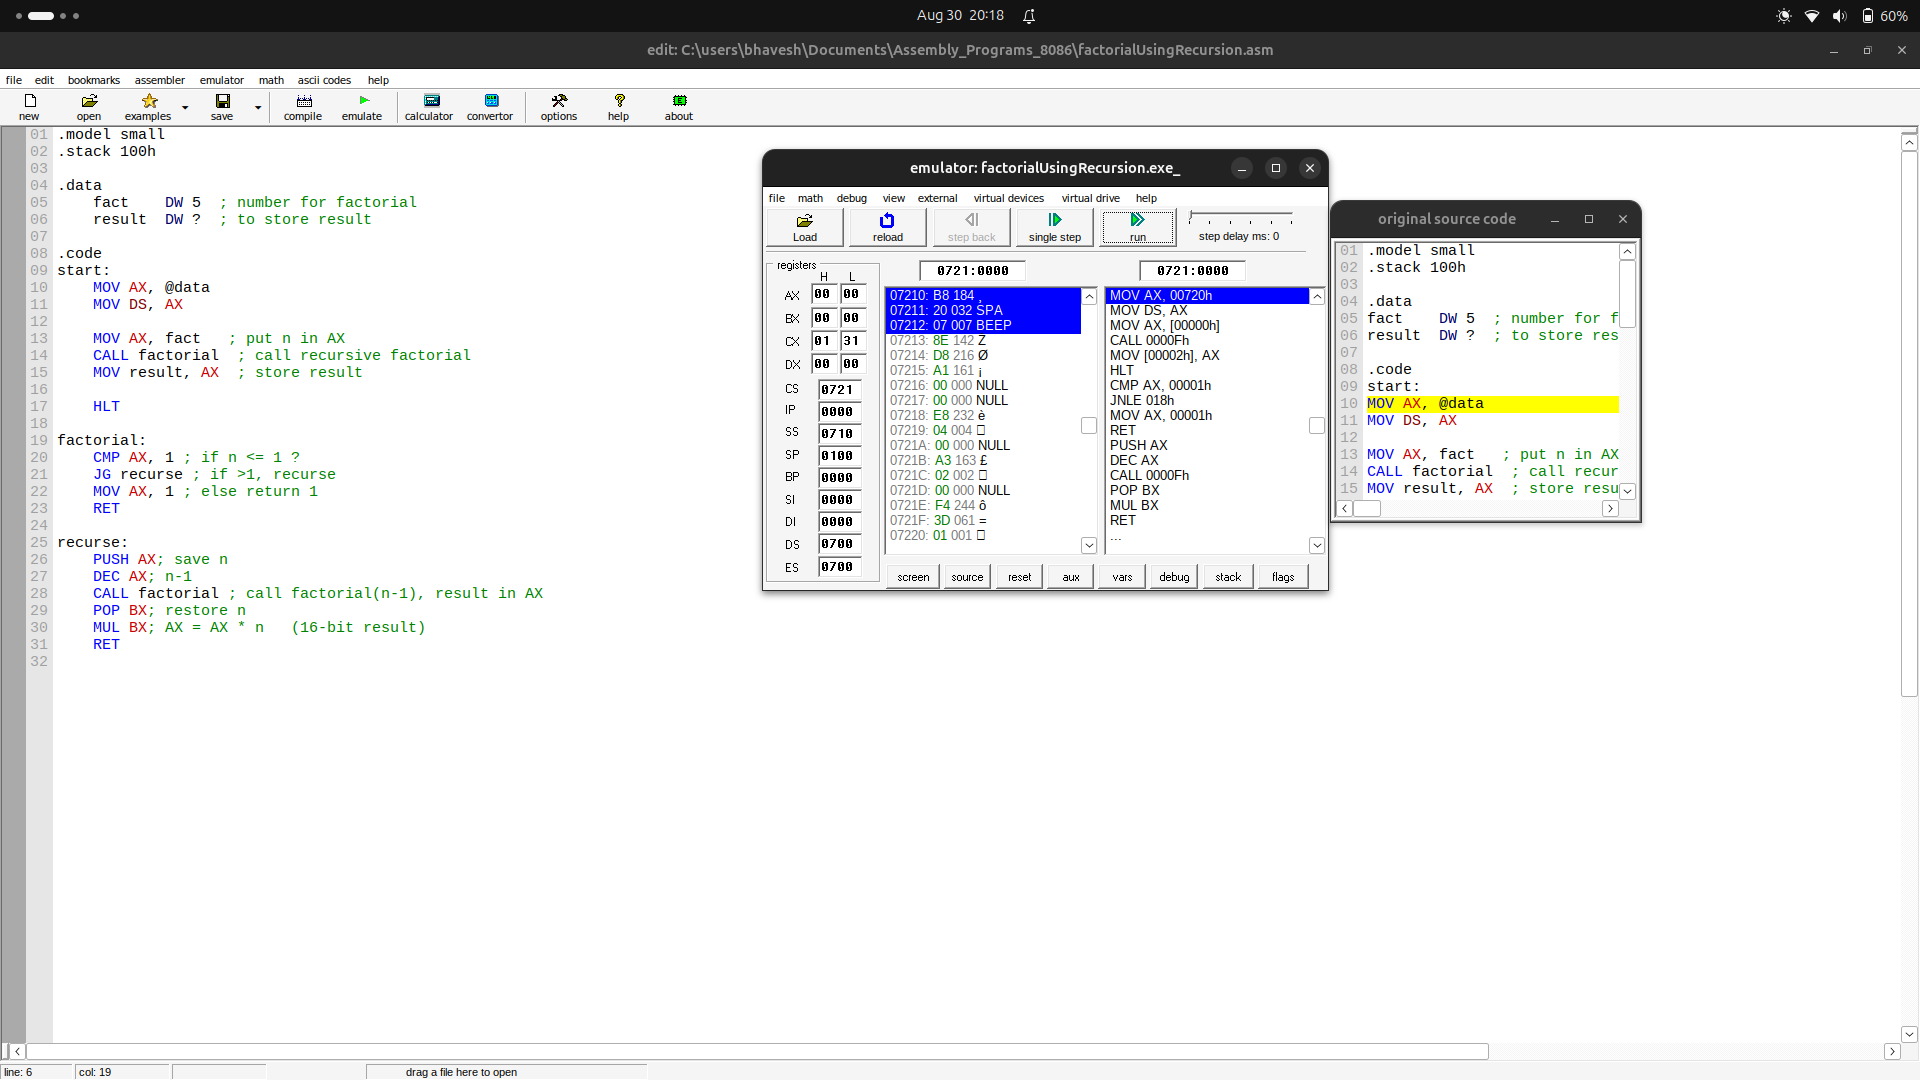 Aug 30 20:18
60%
edit: C:\users\bhavesh\Documents\Assembly_Programs_8086\factorialUsingRecursion.asm
file edit bookmarks assembler emulator math ascii codes help
new open examples save compile emulate calculator convertor options help about
01 .model small
02 .stack 100h
03
04 .data
05     fact    DW 5  ; number for factorial
06     result  DW ?  ; to store result
07
08 .code
09 start:
10     MOV AX, @data
11     MOV DS, AX
12
13     MOV AX, fact   ; put n in AX
14     CALL factorial  ; call recursive factorial
15     MOV result, AX  ; store result
16
17     HLT
18
19 factorial:
20     CMP AX, 1 ; if n <= 1 ?
21     JG recurse ; if >1, recurse
22     MOV AX, 1 ; else return 1
23     RET
24
25 recurse:
26     PUSH AX; save n
27     DEC AX; n-1
28     CALL factorial ; call factorial(n-1), result in AX
29     POP BX; restore n
30     MUL BX; AX = AX * n   (16-bit result)
31     RET
32
emulator: factorialUsingRecursion.exe_
file math debug view external virtual devices virtual drive help
Load reload step back single step run step delay ms: 0
registers
H L
AX 00 00
BX 00 00
CX 01 31
DX 00 00
CS 0721
IP 0000
SS 0710
SP 0100
BP 0000
SI 0000
DI 0000
DS 0700
ES 0700
0721:0000
07210: B8 184 ¸
07211: 20 032 SPA
07212: 07 007 BEEP
07213: 8E 142 Ž
07214: D8 216 Ø
07215: A1 161 ¡
07216: 00 000 NULL
07217: 00 000 NULL
07218: E8 232 è
07219: 04 004 □
0721A: 00 000 NULL
0721B: A3 163 £
0721C: 02 002 □
0721D: 00 000 NULL
0721E: F4 244 ô
0721F: 3D 061 =
07220: 01 001 □
0721:0000
MOV AX, 00720h
MOV DS, AX
MOV AX, [00000h]
CALL 0000Fh
MOV [00002h], AX
HLT
CMP AX, 00001h
JNLE 018h
MOV AX, 00001h
RET
PUSH AX
DEC AX
CALL 0000Fh
POP BX
MUL BX
RET
...
screen source reset aux vars debug stack flags
original source code
01 .model small
02 .stack 100h
03
04 .data
05     fact    DW 5  ; number for f
06     result  DW ?  ; to store res
07
08 .code
09 start:
10 MOV AX, @data
11 MOV DS, AX
12
13 MOV AX, fact   ; put n in AX
14 CALL factorial  ; call recur
15 MOV result, AX  ; store resu
line: 6
col: 19
drag a file here to open